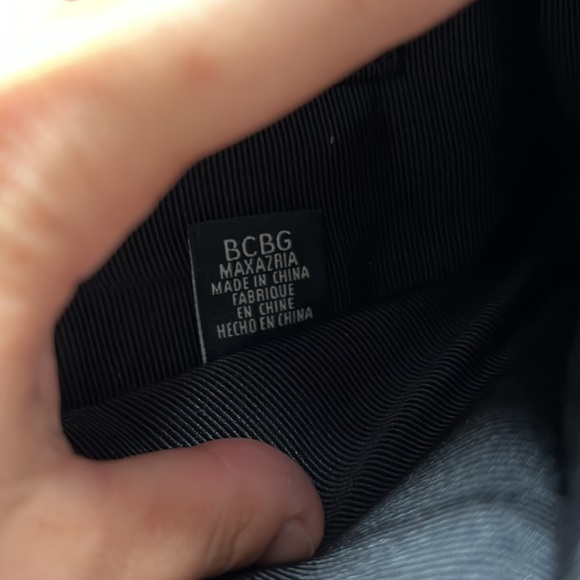 BCBG
MAXAZRIA
MADE IN CHINA
FABRIQUE
EN CHINE
HECHO EN CHINA